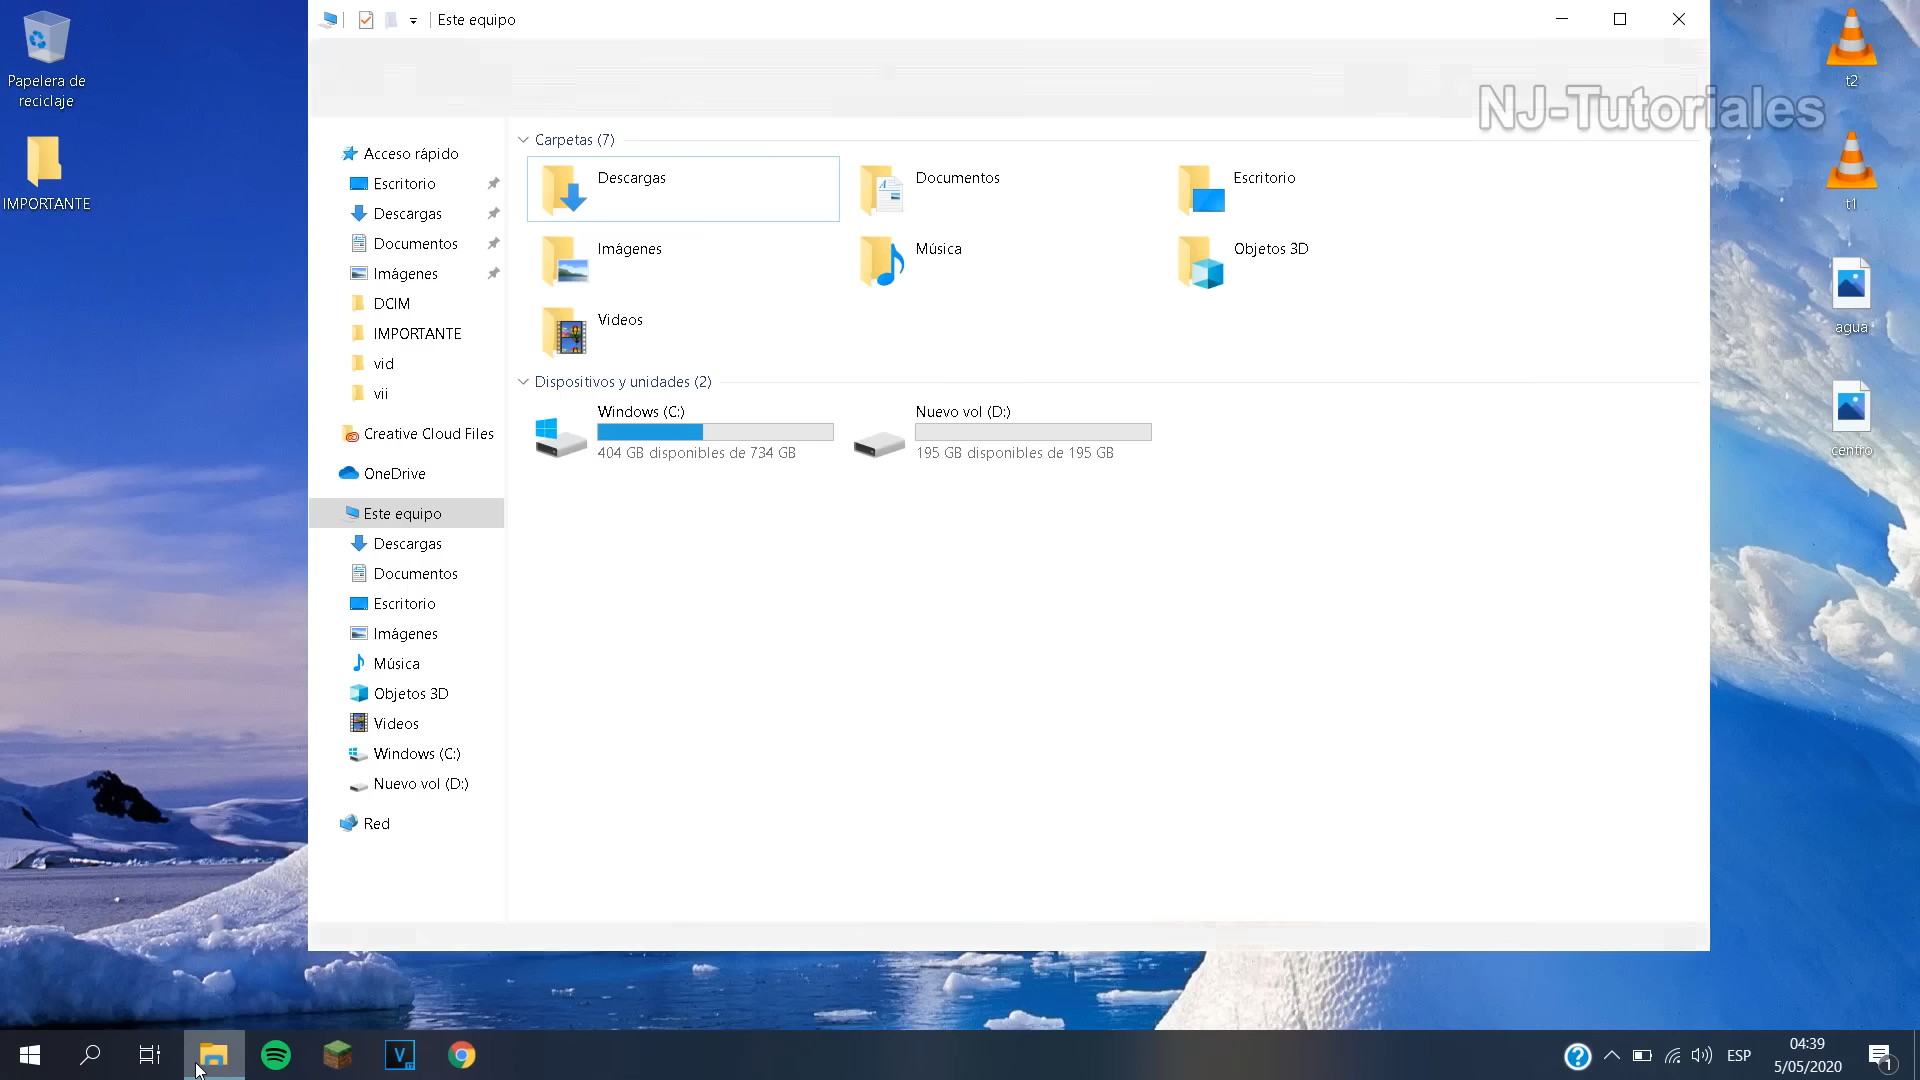 Este equipo
NJ-Tutoriales
Papelera de
reciclaje
IMPORTANTE
Acceso rápido
Escritorio
Descargas
Documentos
Imágenes
DCIM
IMPORTANTE
vid
vii
Creative Cloud Files
OneDrive
Este equipo
Descargas
Documentos
Escritorio
Imágenes
Música
Objetos 3D
Videos
Windows (C:)
Nuevo vol (D:)
Red
Carpetas (7)
Descargas
Documentos
Escritorio
Imágenes
Música
Objetos 3D
Videos
Dispositivos y unidades (2)
Windows (C:)
404 GB disponibles de 734 GB
Nuevo vol (D:)
195 GB disponibles de 195 GB
t2
t1
agua
centro
V
ESP
04:39
5/05/2020
1